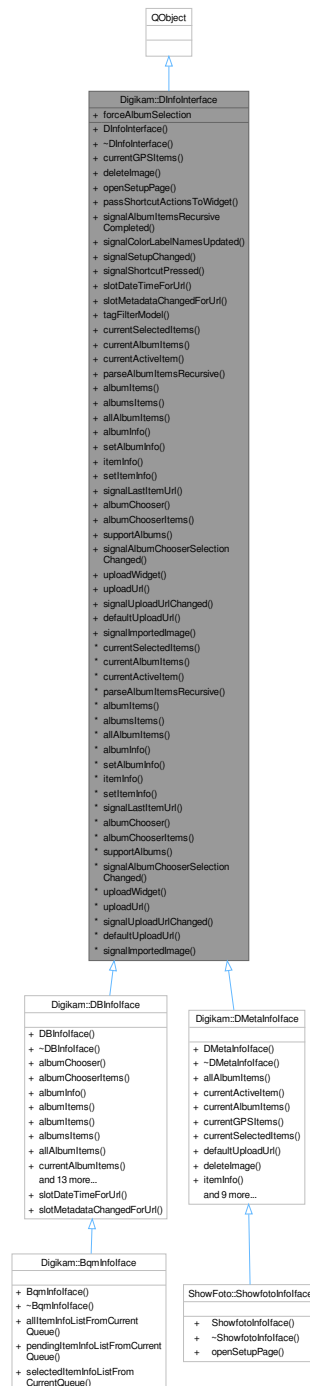 QObject
Digikam::DInfoInterface
+ forceAlbumSelection
+ DInfoInterface()
+ ~DInfoInterface()
+ currentGPSItems()
+ deleteImage()
+ openSetupPage()
+ passShortcutActionsToWidget()
+ signalAlbumItemsRecursive
Completed()
+ signalColorLabelNamesUpdated()
+ signalSetupChanged()
+ signalShortcutPressed()
+ slotDateTimeForUrl()
+ slotMetadataChangedForUrl()
+ tagFilterModel()
+ currentSelectedItems()
+ currentAlbumItems()
+ currentActiveItem()
+ parseAlbumItemsRecursive()
+ albumItems()
+ albumsItems()
+ allAlbumItems()
+ albumInfo()
+ setAlbumInfo()
+ itemInfo()
+ setItemInfo()
+ signalLastItemUrl()
+ albumChooser()
+ albumChooserItems()
+ supportAlbums()
+ signalAlbumChooserSelection
Changed()
+ uploadWidget()
+ uploadUrl()
+ signalUploadUrlChanged()
+ defaultUploadUrl()
+ signalImportedImage()
* currentSelectedItems()
* currentAlbumItems()
* currentActiveItem()
* parseAlbumItemsRecursive()
* albumItems()
* albumsItems()
* allAlbumItems()
* albumInfo()
* setAlbumInfo()
* itemInfo()
* setItemInfo()
* signalLastItemUrl()
* albumChooser()
* albumChooserItems()
* supportAlbums()
* signalAlbumChooserSelection
Changed()
* uploadWidget()
* uploadUrl()
* signalUploadUrlChanged()
* defaultUploadUrl()
* signalImportedImage()
Digikam::DBInfoIface
+ DBInfoIface()
+ ~DBInfoIface()
+ albumChooser()
+ albumChooserItems()
+ albumInfo()
+ albumItems()
+ albumItems()
+ albumsItems()
+ allAlbumItems()
+ currentAlbumItems()
and 13 more...
+ slotDateTimeForUrl()
+ slotMetadataChangedForUrl()
Digikam::DMetaInfoIface
+ DMetaInfoIface()
+ ~DMetaInfoIface()
+ allAlbumItems()
+ currentActiveItem()
+ currentAlbumItems()
+ currentGPSItems()
+ currentSelectedItems()
+ defaultUploadUrl()
+ deleteImage()
+ itemInfo()
and 9 more...
Digikam::BqmInfoIface
+ BqmInfoIface()
+ ~BqmInfoIface()
+ allItemInfoListFromCurrent
Queue()
+ pendingItemInfoListFromCurrent
Queue()
+ selectedItemInfoListFrom
CurrentQueue()
ShowFoto::ShowfotoInfoIface
+ ShowfotoInfoIface()
+ ~ShowfotoInfoIface()
+ openSetupPage()